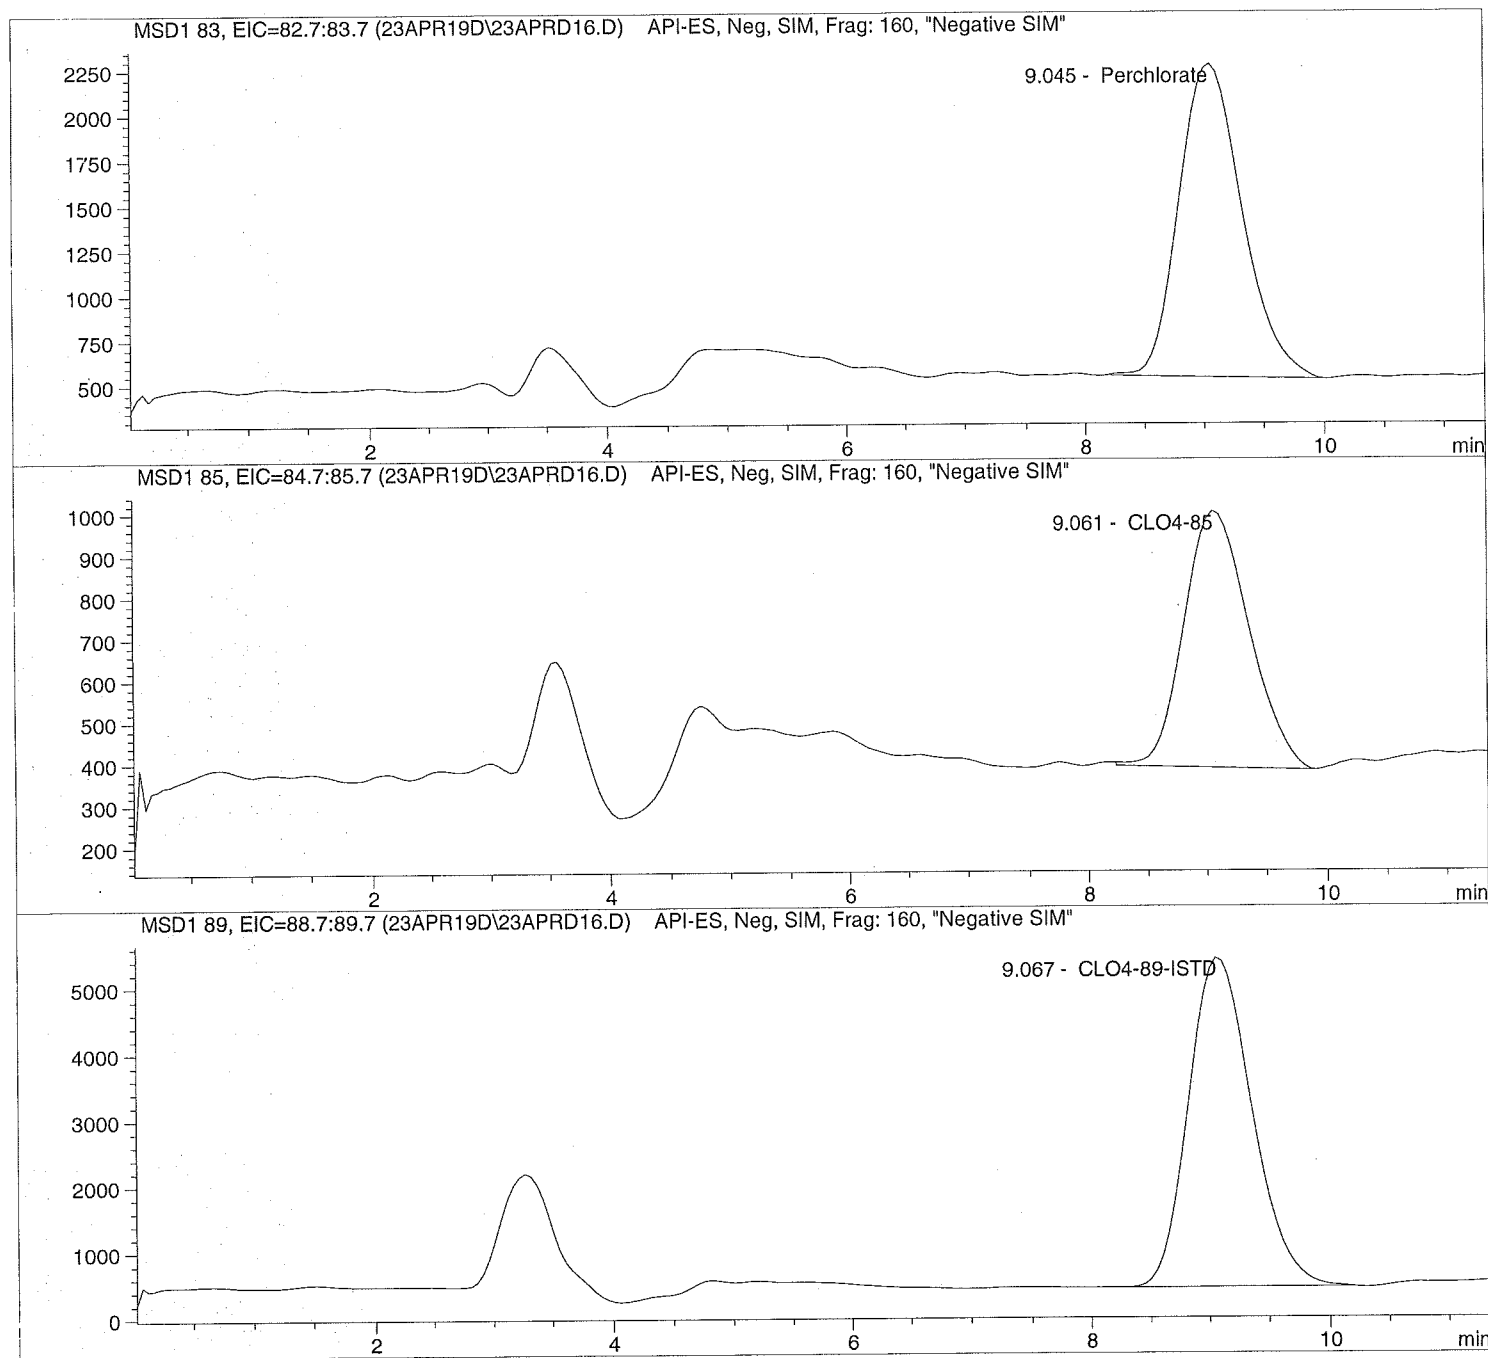 MSD1 83, EIC=82.7:83.7 (23APR19D\23APRD16.D) API-ES, Neg, SIM, Frag: 160, "Negative SIM"
9.045 - Perchlorate
2250
2000
1750
1500
1250
1000
750
500
2 4 6 8 10 min
MSD1 85, EIC=84.7:85.7 (23APR19D\23APRD16.D) API-ES, Neg, SIM, Frag: 160, "Negative SIM"
9.061 - CLO4-85
1000
900
800
700
600
500
400
300
200
2 4 6 8 10 min
MSD1 89, EIC=88.7:89.7 (23APR19D\23APRD16.D) API-ES, Neg, SIM, Frag: 160, "Negative SIM"
9.067 - CLO4-89-ISTD
5000
4000
3000
2000
1000
0
2 4 6 8 10 min